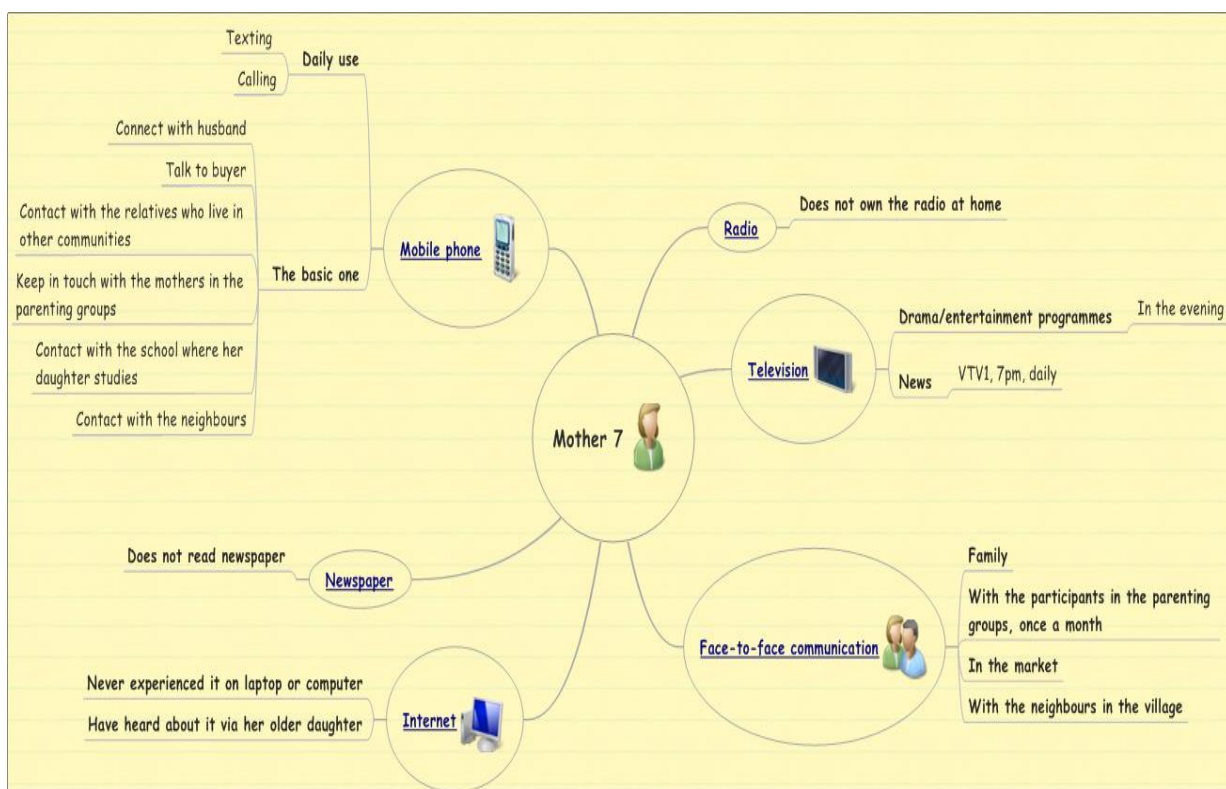 Texting
Daily use
Calling
Connect with husband
Talk to buyer
Contact with the relatives who live in
other communities
Keep in touch with the mothers in the
parenting groups
Contact with the school where her
daughter studies
Contact with the neighbours
The basic one
Mobile phone
Radio
Does not own the radio at home
Television
Drama/entertainment programmes
In the evening
News
VTV1, 7pm, daily
Mother 7
Does not read newspaper
Newspaper
Never experienced it on laptop or computer
Have heard about it via her older daughter
Internet
Face-to-face communication
Family
With the participants in the parenting
groups, once a month
In the market
With the neighbours in the village